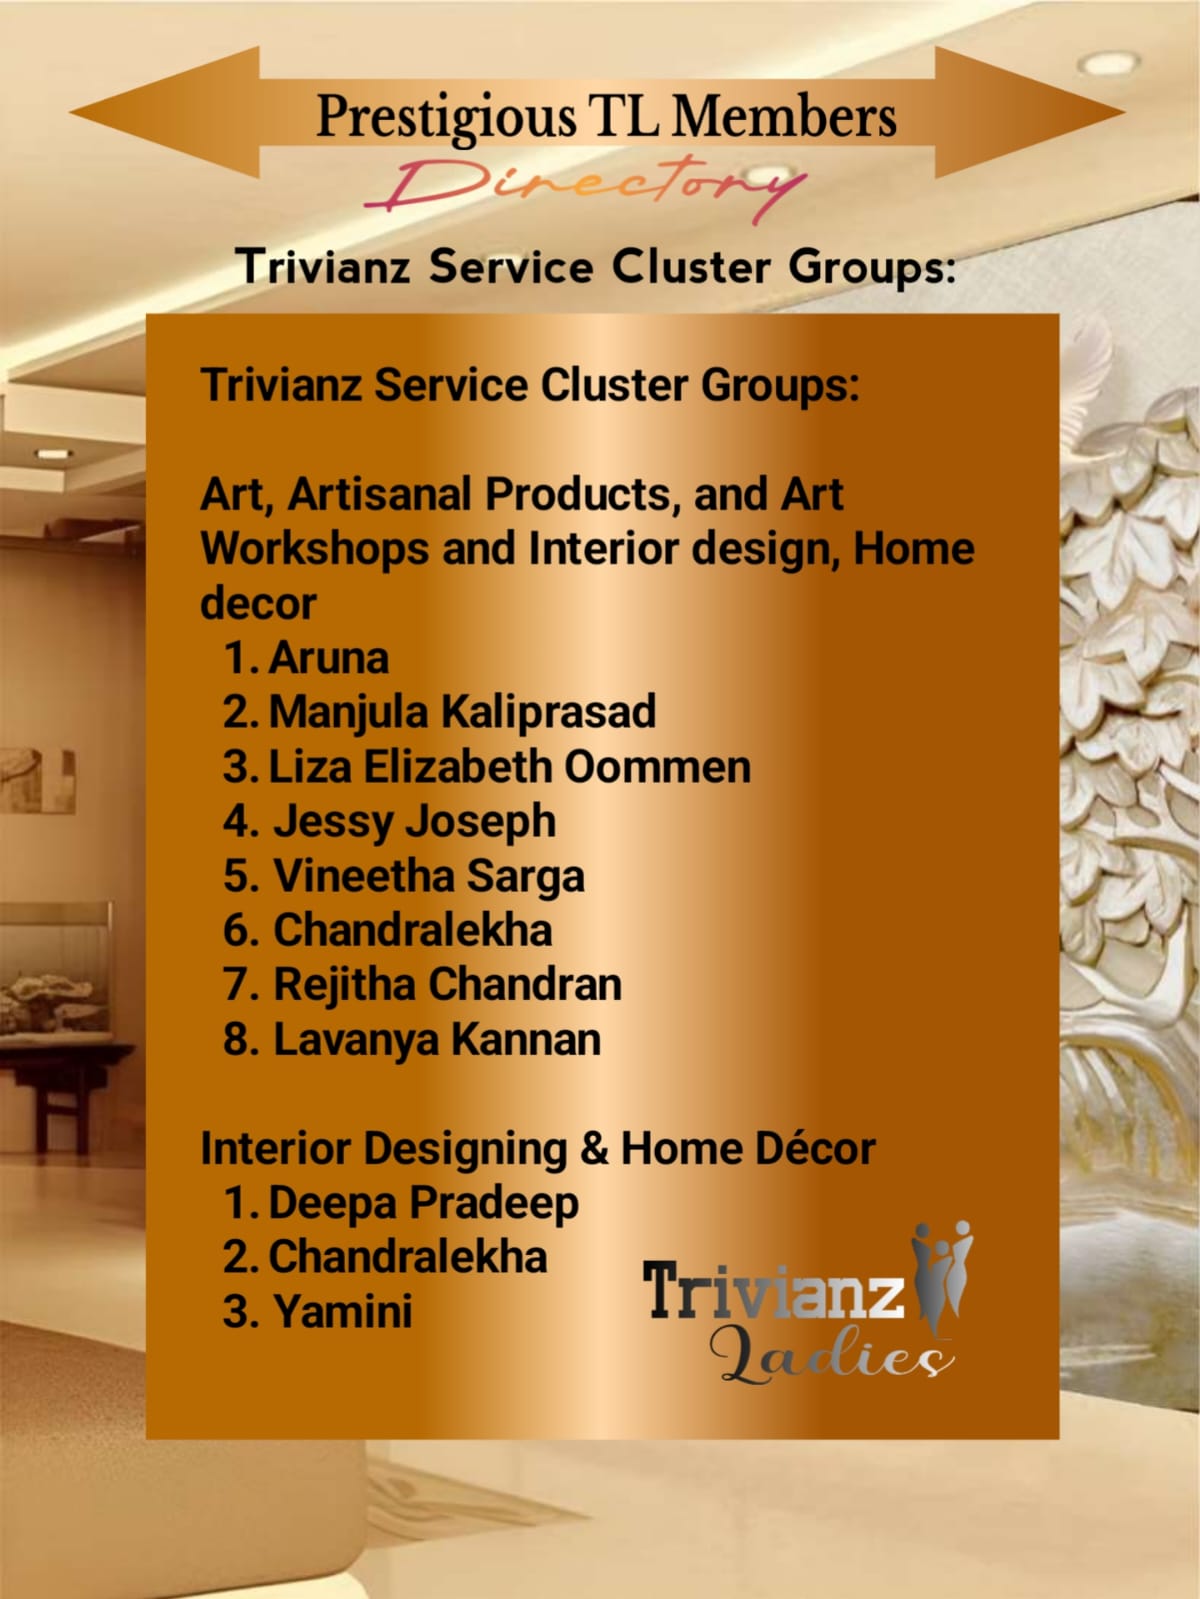 Prestigious TL Members
Directory
Trivianz Service Cluster Groups:
Trivianz Service Cluster Groups:
Art, Artisanal Products, and Art
Workshops and Interior design, Home
decor
1. Aruna
2. Manjula Kaliprasad
3. Liza Elizabeth Oommen
4. Jessy Joseph
5. Vineetha Sarga
6. Chandralekha
7. Rejitha Chandran
8. Lavanya Kannan
Interior Designing & Home Décor
1. Deepa Pradeep
2. Chandralekha
3. Yamini
Trivianz
Ladies